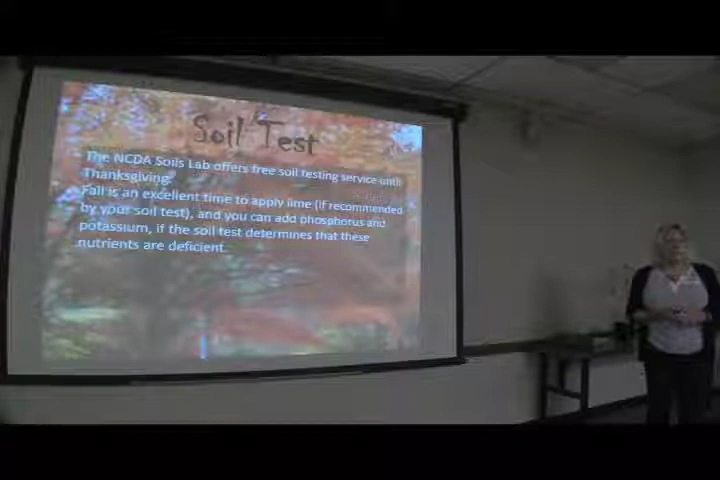 Soil Test
The NCDA Soils Lab offers free soil testing service until
Thanksgiving.
Fall is an excellent time to apply lime (if recommended
by your soil test), and you can add phosphorus and
potassium, if the soil test determines that these
nutrients are deficient.